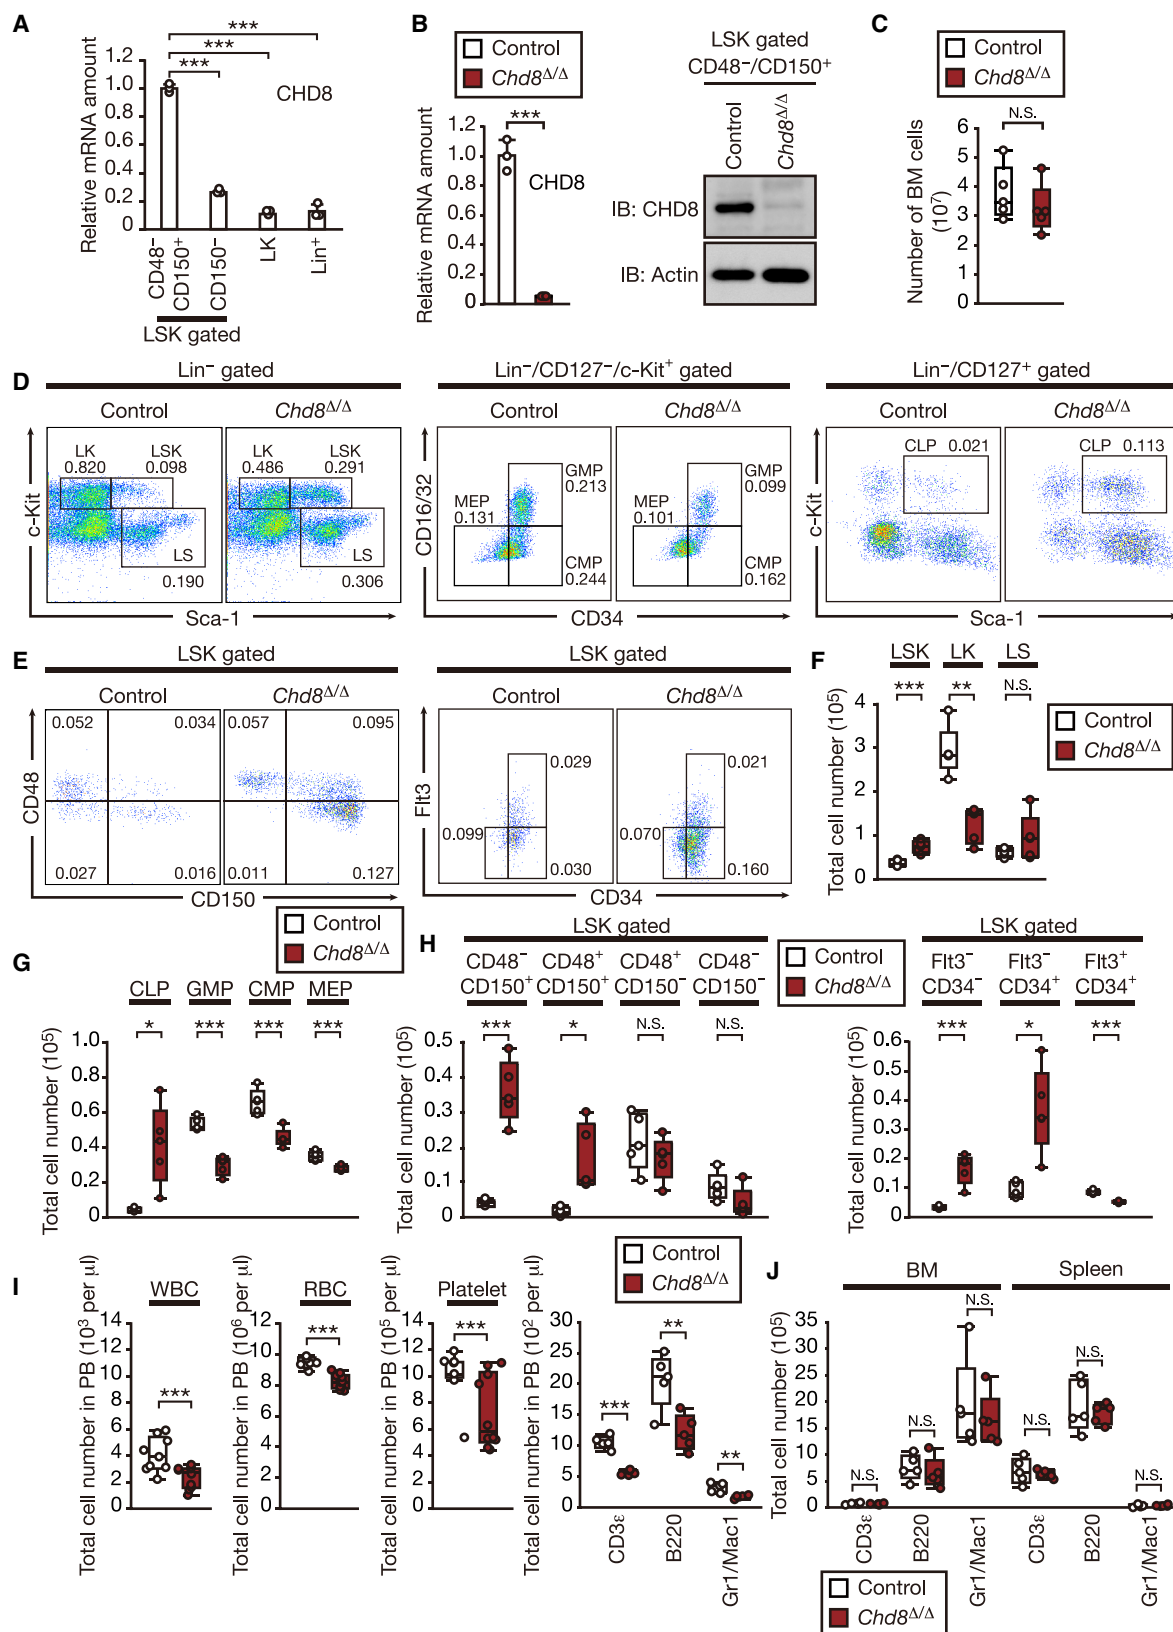 A
Relative mRNA amount
1.2
1.0
0.8
0.6
0.4
0.2
0
***
***
***
CHD8
CD48⁻
CD150⁺
CD150⁻
LK
Lin⁺
LSK gated
B
Control
Chd8Δ/Δ
Relative mRNA amount
1.2
1.0
0.8
0.6
0.4
0.2
0
***
CHD8
LSK gated
CD48⁻/CD150⁺
Control
Chd8Δ/Δ
IB: CHD8
IB: Actin
C
Control
Chd8Δ/Δ
N.S.
Number of BM cells
(10⁷)
6
5
4
3
2
1
0
D
Lin⁻ gated
Control
Chd8Δ/Δ
LK
0.820
LSK
0.098
LS
0.190
LK
0.486
LSK
0.291
LS
0.306
c-Kit
Sca-1
Lin⁻/CD127⁻/c-Kit⁺ gated
Control
Chd8Δ/Δ
GMP
0.213
MEP
0.131
CMP
0.244
GMP
0.099
MEP
0.101
CMP
0.162
CD16/32
CD34
Lin⁻/CD127⁺ gated
Control
Chd8Δ/Δ
CLP 0.021
CLP 0.113
c-Kit
Sca-1
E
LSK gated
Control
Chd8Δ/Δ
0.052
0.034
0.027
0.016
0.057
0.095
0.011
0.127
CD48
CD150
LSK gated
Control
Chd8Δ/Δ
0.029
0.099
0.030
0.021
0.070
0.160
Flt3
CD34
F
LSK
LK
LS
***
**
N.S.
Total cell number (10⁵)
4
3
2
1
0
Control
Chd8Δ/Δ
Control
Chd8Δ/Δ
G
CLP
GMP
CMP
MEP
*
***
***
***
Total cell number (10⁵)
1.0
0.8
0.6
0.4
0.2
0
H
LSK gated
CD48⁻
CD150⁺
CD48⁺
CD150⁺
CD48⁺
CD150⁻
CD48⁻
CD150⁻
***
*
N.S.
N.S.
Total cell number (10⁵)
0.5
0.4
0.3
0.2
0.1
0
Control
Chd8Δ/Δ
LSK gated
Flt3⁻
CD34⁻
Flt3⁻
CD34⁺
Flt3⁺
CD34⁺
***
*
***
Total cell number (10⁵)
0.6
0.5
0.4
0.3
0.2
0.1
0
I
WBC
***
Total cell number in PB (10³ per µl)
14
12
10
8
6
4
2
0
RBC
***
Total cell number in PB (10⁶ per µl)
12
10
8
6
4
2
0
Platelet
***
Total cell number in PB (10⁵ per µl)
14
12
10
8
6
4
2
0
Control
Chd8Δ/Δ
***
**
**
Total cell number in PB (10² per µl)
30
25
20
15
10
5
0
CD3ε
B220
Gr1/Mac1
J
BM
Spleen
N.S.
N.S.
N.S.
N.S.
N.S.
N.S.
Total cell number (10⁵)
35
30
25
20
15
10
5
0
CD3ε
B220
Gr1/Mac1
CD3ε
B220
Gr1/Mac1
Control
Chd8Δ/Δ